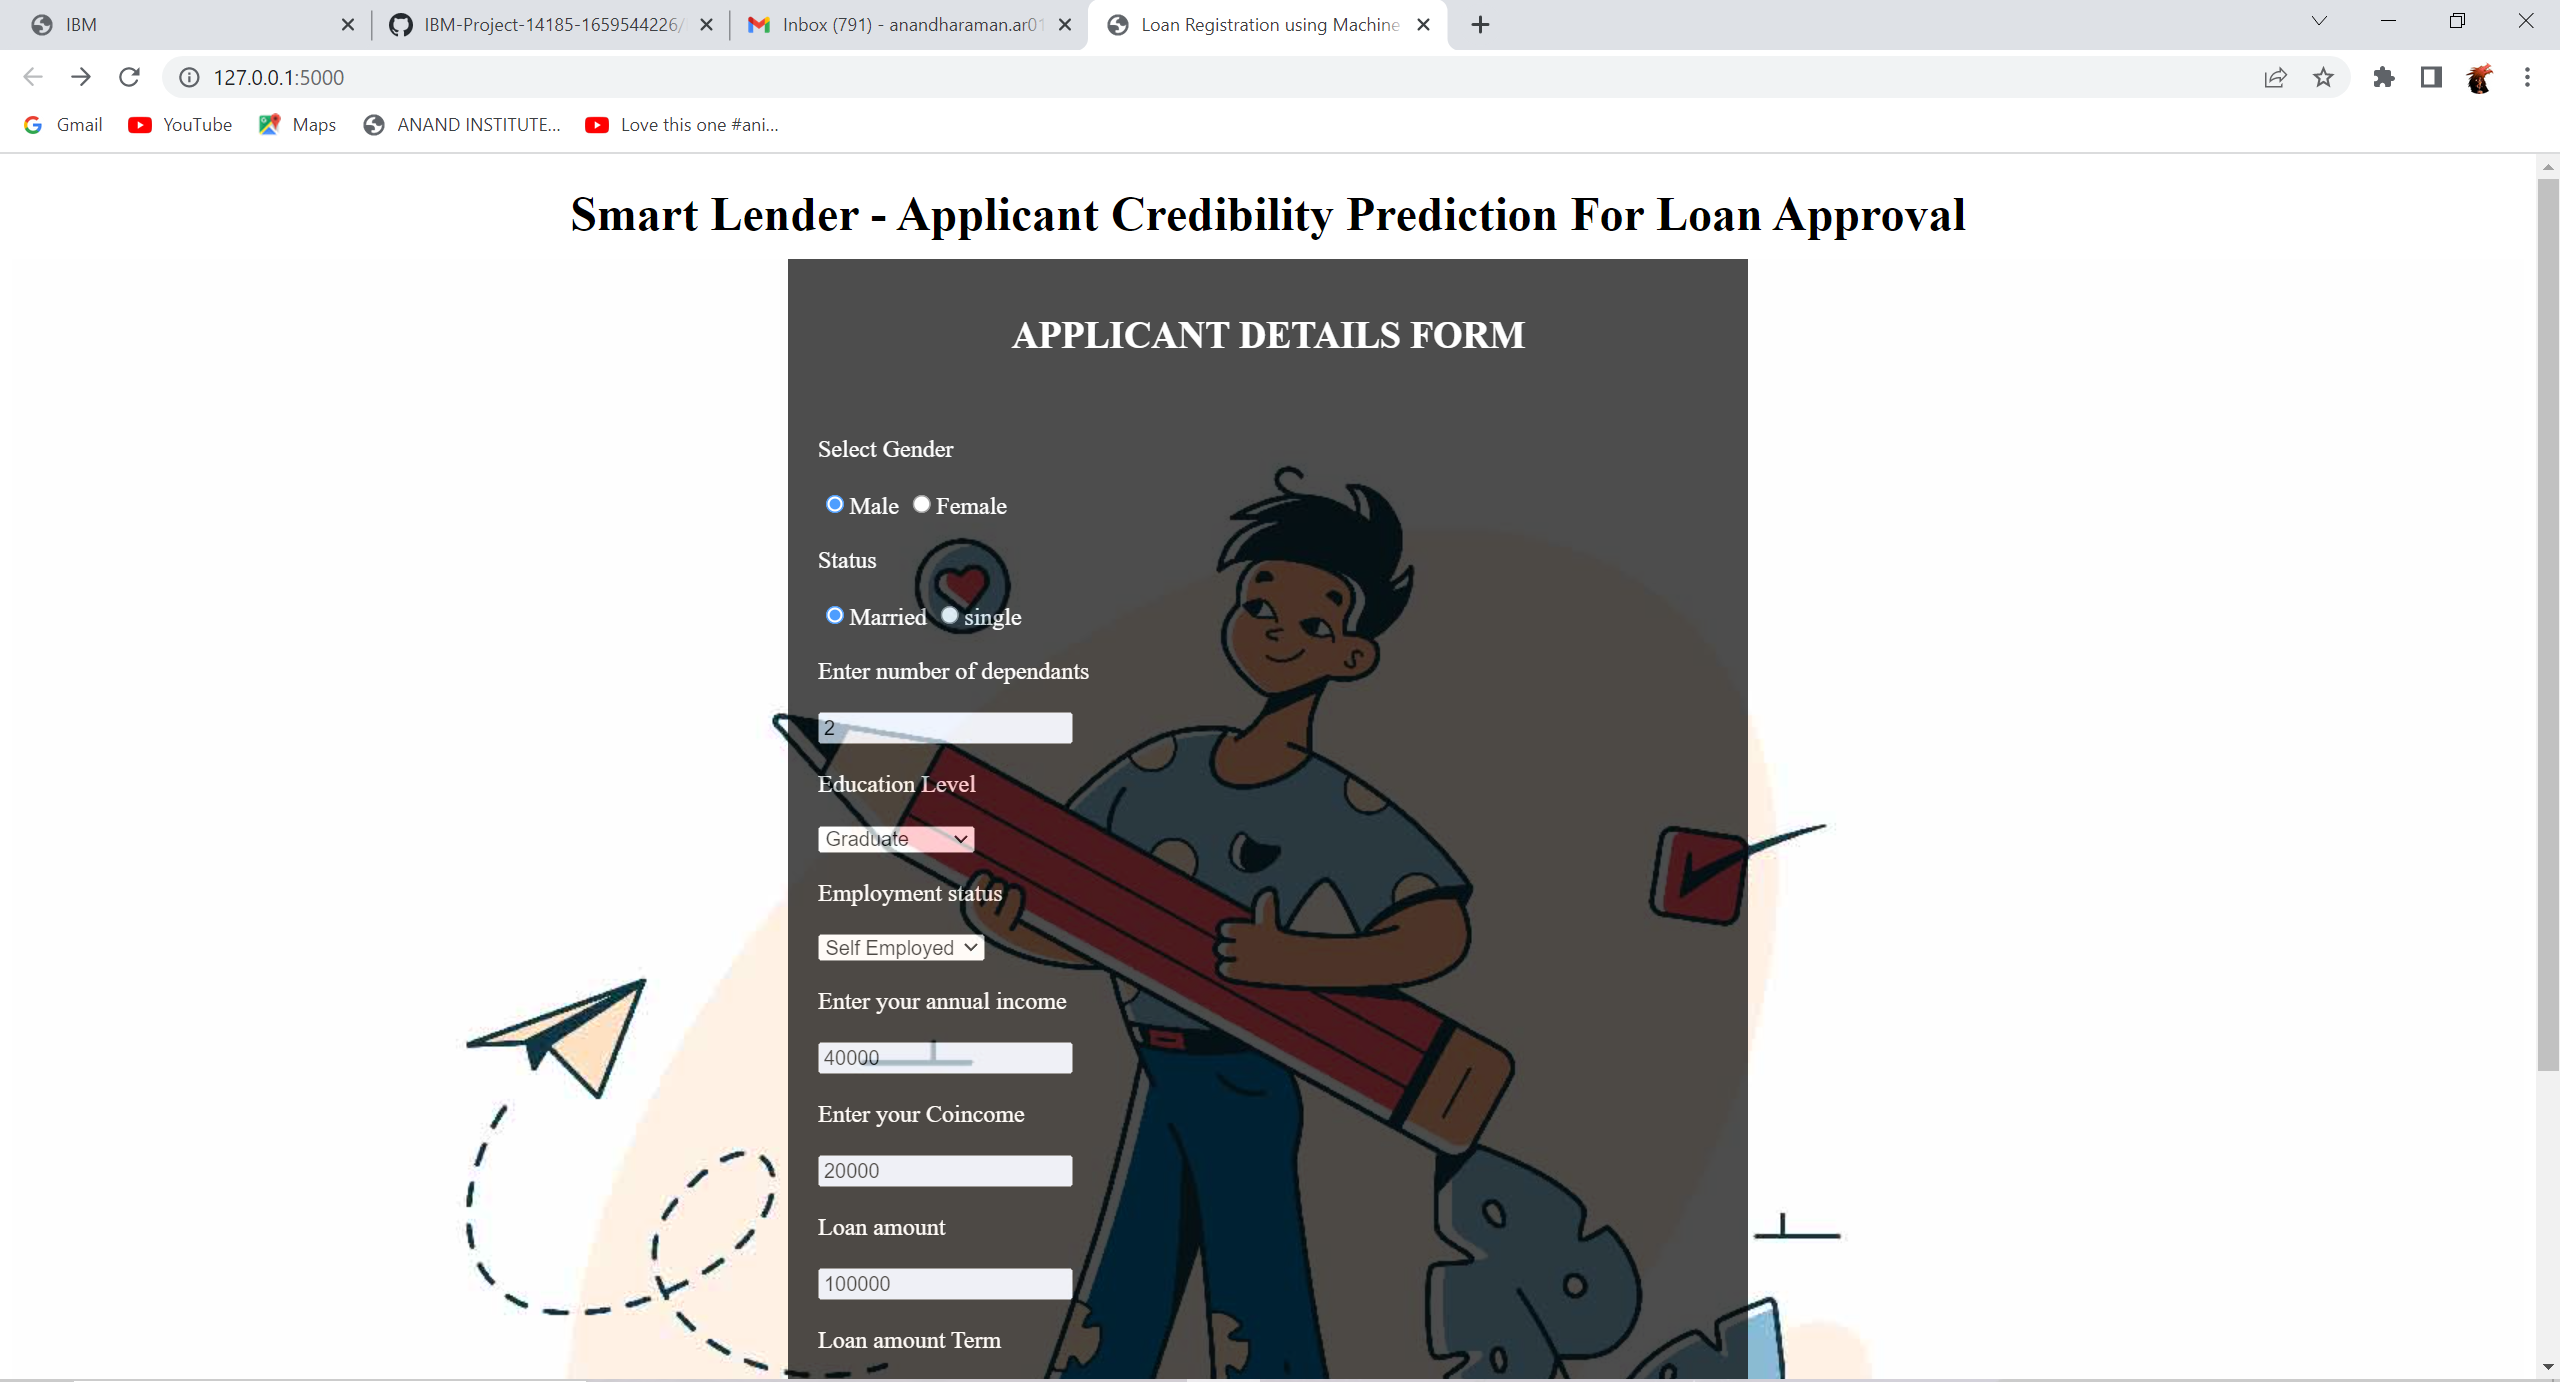 IBM
IBM-Project-14185-1659544226/
Inbox (791) - anandharaman.ar01
Loan Registration using Machine
127.0.0.1:5000
Gmail
YouTube
Maps
ANAND INSTITUTE...
Love this one #ani...
Smart Lender - Applicant Credibility Prediction For Loan Approval
APPLICANT DETAILS FORM
Select Gender
Male Female
Status
Married single
Enter number of dependants
2
Education Level
Graduate
Employment status
Self Employed
Enter your annual income
40000
Enter your Coincome
20000
Loan amount
100000
Loan amount Term